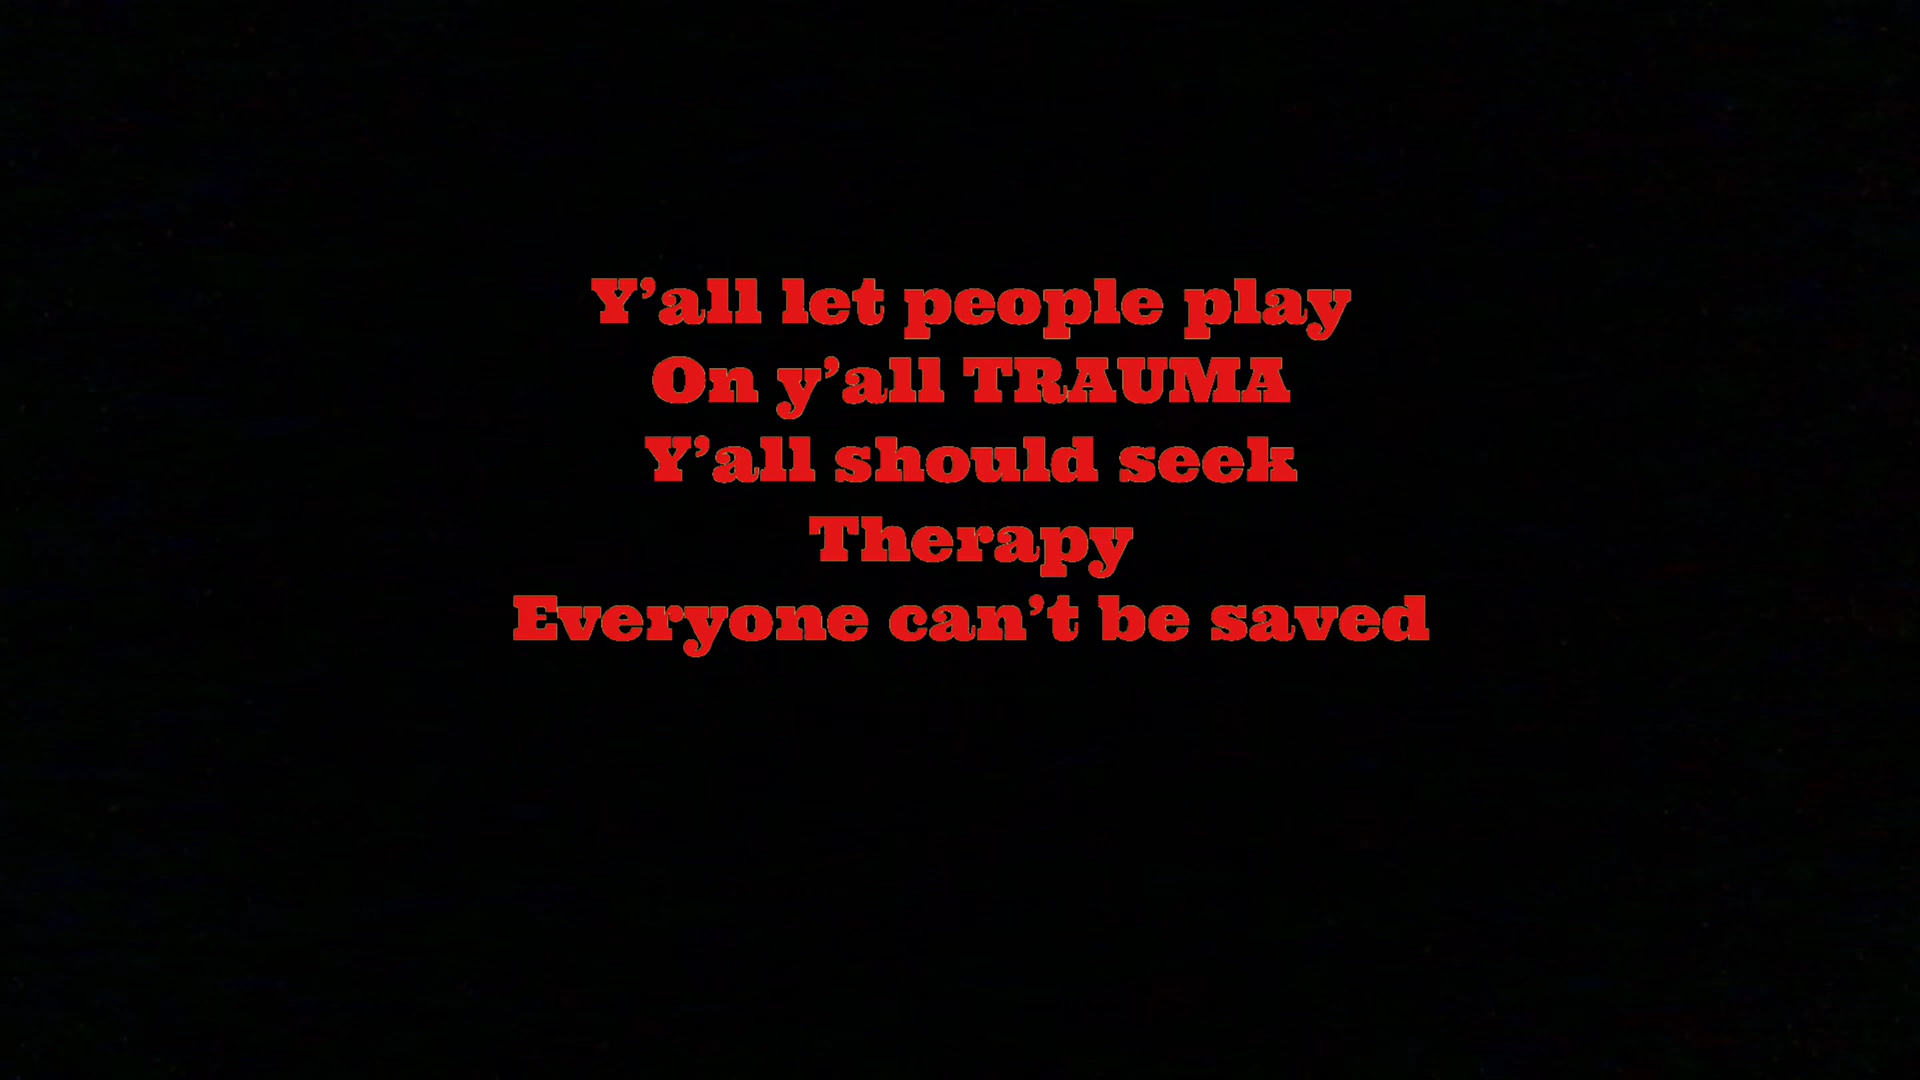 Y’all let people play
On y’all TRAUMA
Y’all should seek
Therapy
Everyone can’t be saved